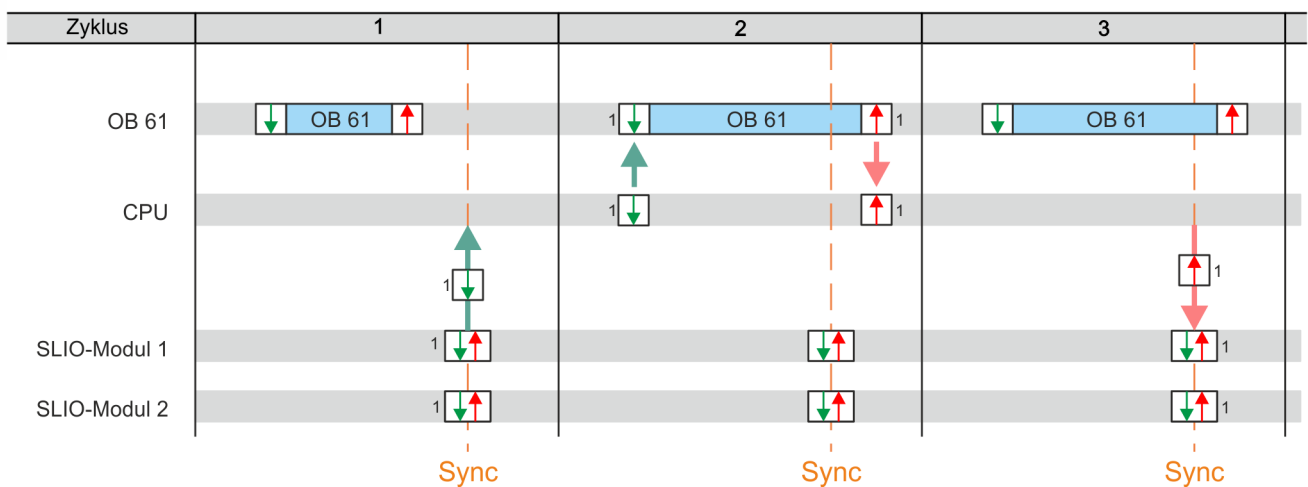 Zyklus 1 2 3
OB 61 OB 61 1 OB 61 1 OB 61
CPU 1 1
1 1
SLIO-Modul 1 1 1
SLIO-Modul 2 1 1
Sync Sync Sync